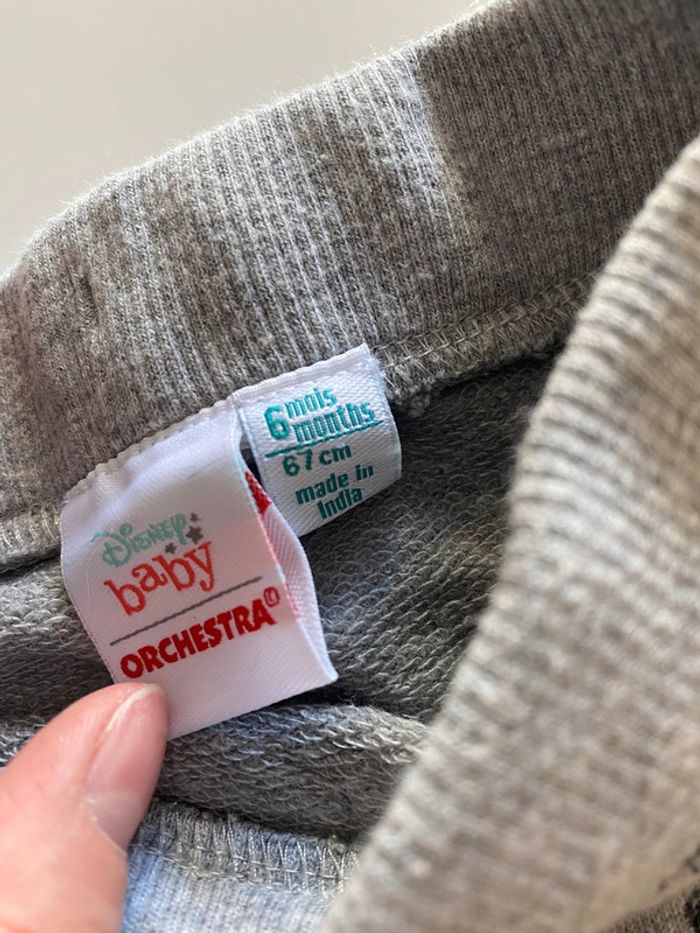 Disney
baby
ORCHESTRA
6 mois
months
67 cm
made in
India